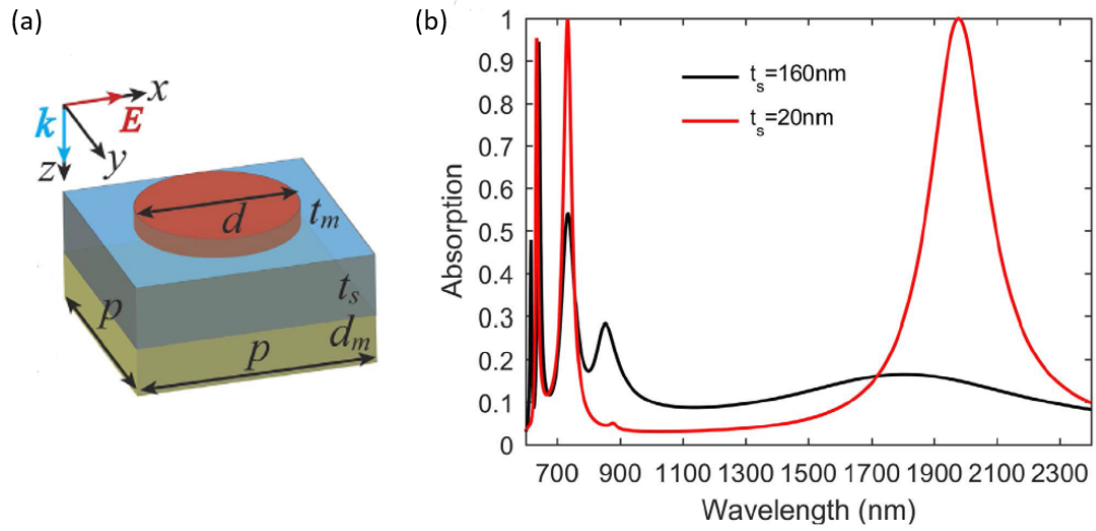 (a)
x
E
k
z
y
d
t_m
t_s
d_m
p
p
(b)
Absorption
1
0.9
0.8
0.7
0.6
0.5
0.4
0.3
0.2
0.1
0
t_s=160nm
t_s=20nm
700 900 1100 1300 1500 1700 1900 2100 2300
Wavelength (nm)